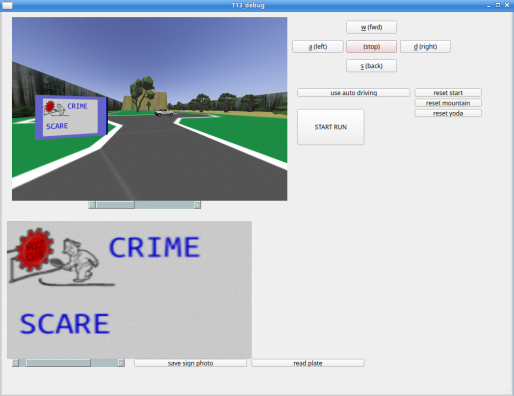 T13 debug
w (fwd)
a (left)
(stop)
d (right)
s (back)
use auto driving
reset start
reset mountain
reset yoda
START RUN
CRIME
SCARE
CRIME
SCARE
save sign photo
read plate